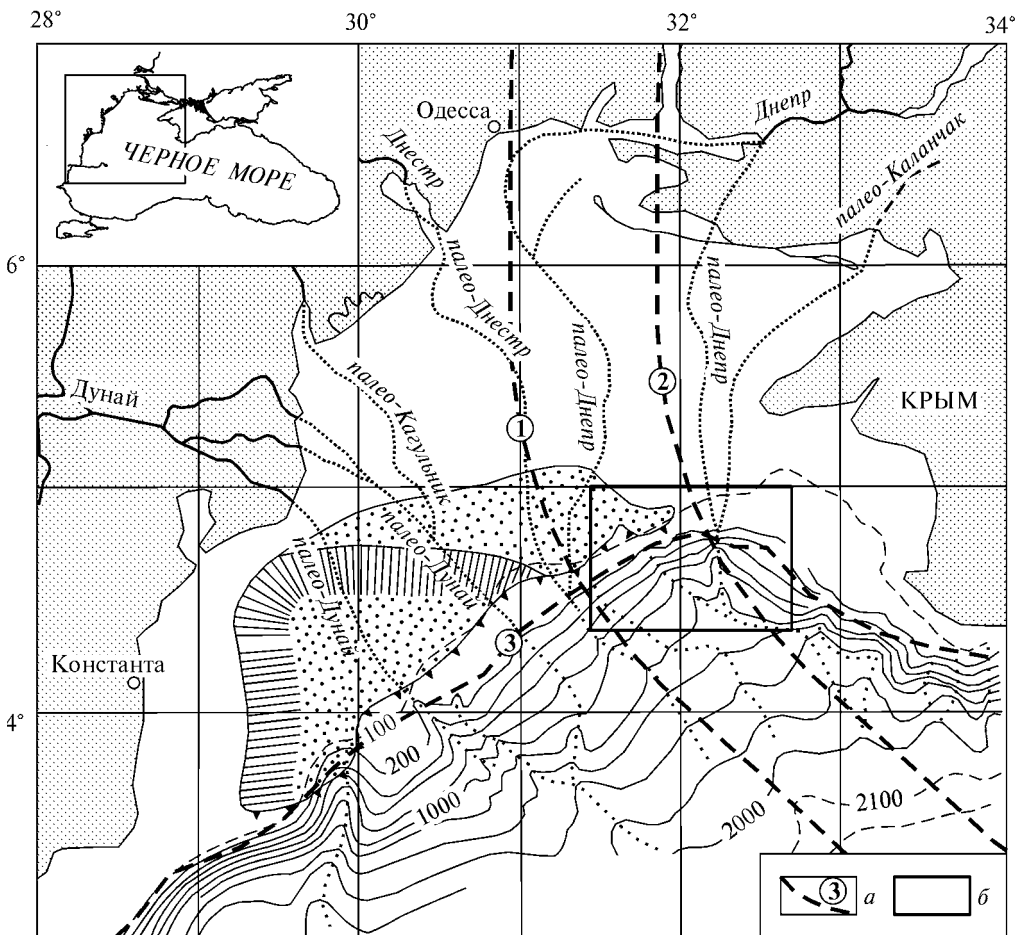 28°
30°
32°
34°
Одесса
Днепр
Днестр
палео-Каланчак
ЧЕРНОЕ МОРЕ
6°
палео-Днестр
палео-Днепр
палео-Днепр
2
Дунай
палео-Кагульник
КРЫМ
1
палео-Дунай
палео-Дунай
3
Константа
4°
100
200
1000
2000
2100
3
а
б